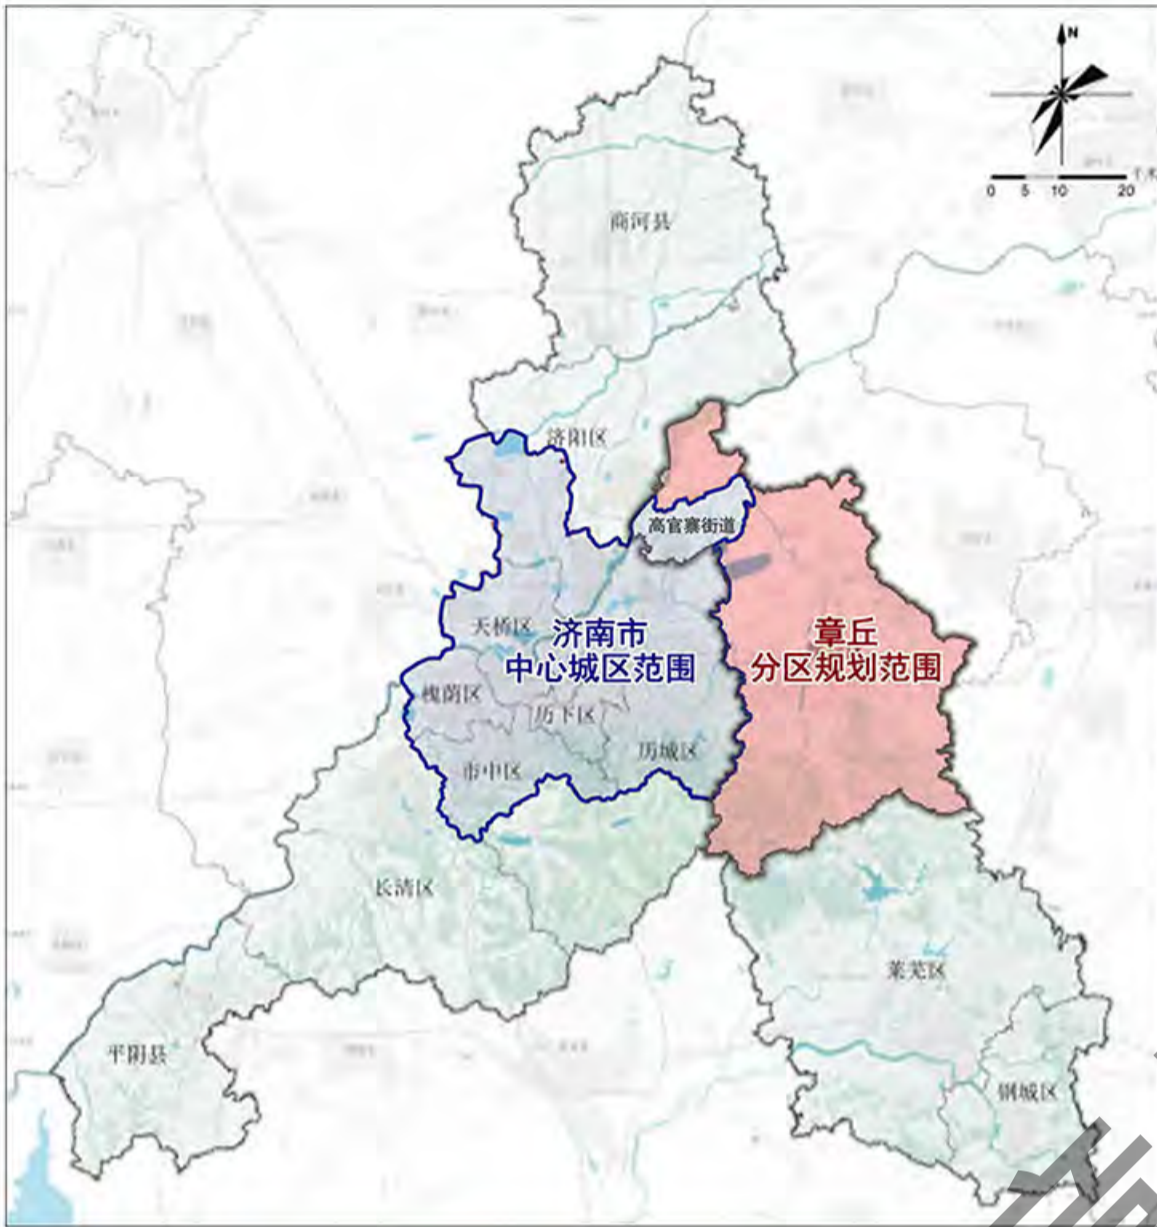 N
0 5 10 20
千米
商河县
济阳区
高官寨街道
天桥区
济南市
中心城区范围
章丘
分区规划范围
槐荫区
历下区
历城区
市中区
长清区
莱芜区
平阴县
钢城区